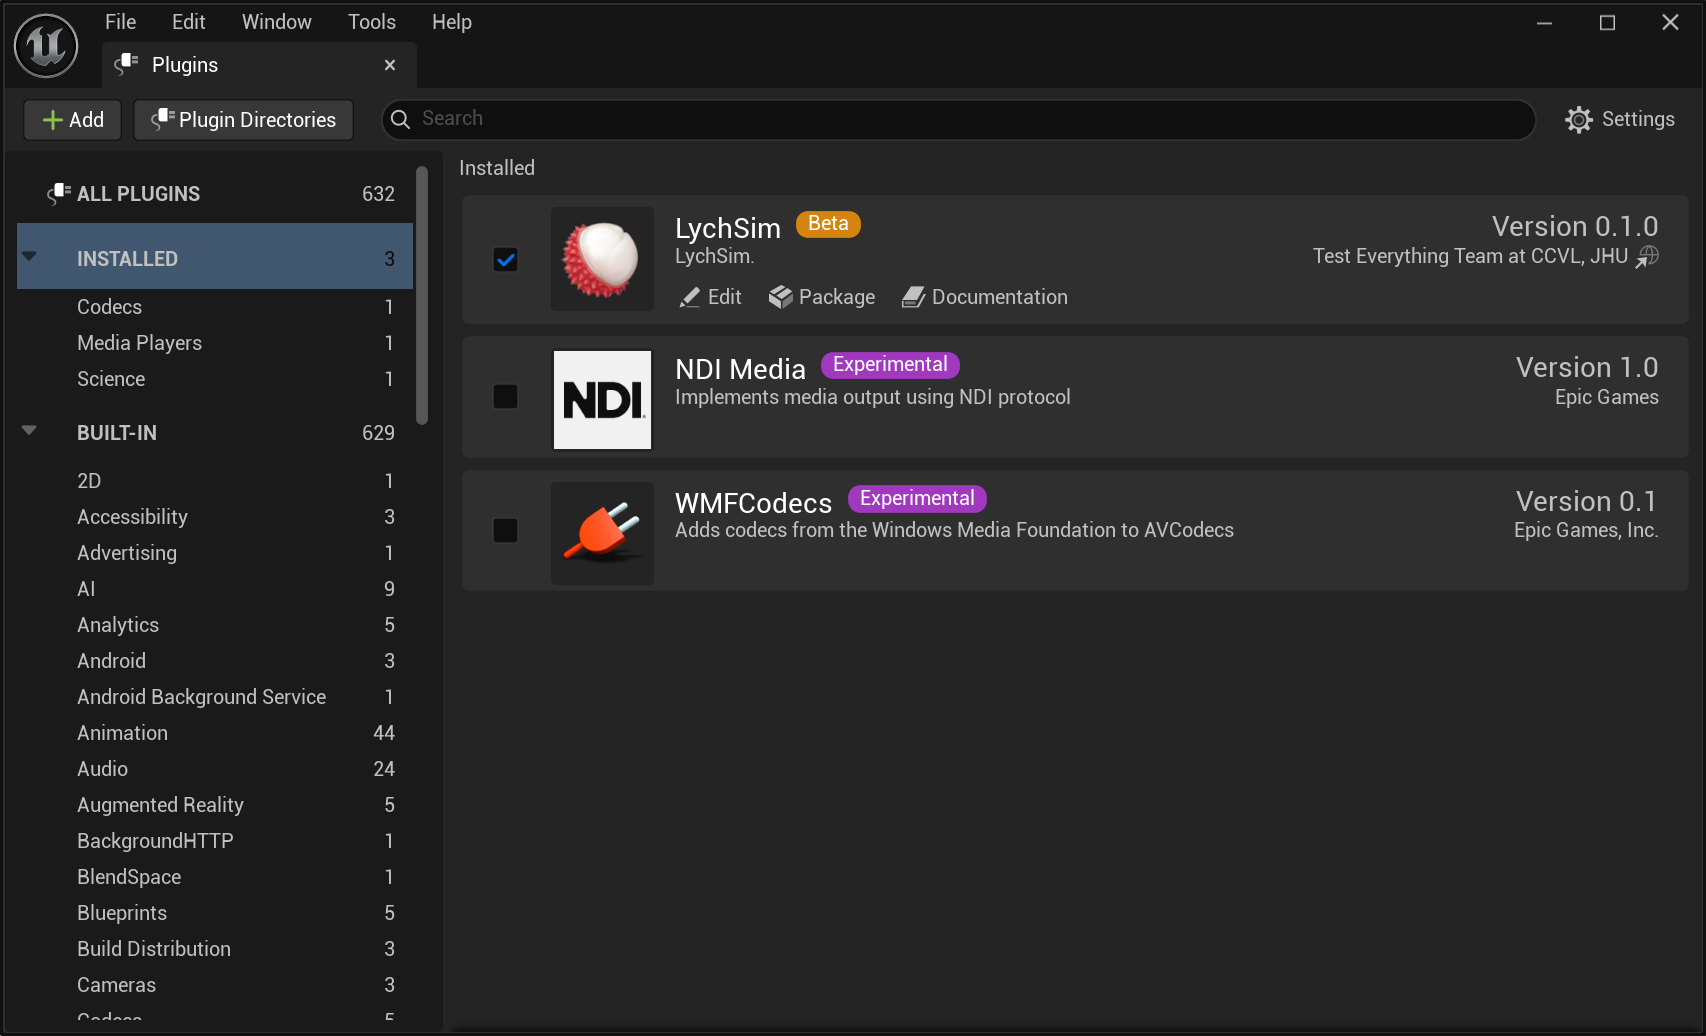 File Edit Window Tools Help
Plugins
Add Plugin Directories Search Settings
ALL PLUGINS 632
INSTALLED 3
Codecs 1
Media Players 1
Science 1
BUILT-IN 629
2D 1
Accessibility 3
Advertising 1
AI 9
Analytics 5
Android 3
Android Background Service 1
Animation 44
Audio 24
Augmented Reality 5
BackgroundHTTP 1
BlendSpace 1
Blueprints 5
Build Distribution 3
Cameras 3
Codecs 5
Installed
LychSim Beta Version 0.1.0
LychSim. Test Everything Team at CCVL, JHU
Edit Package Documentation
NDI
NDI Media Experimental Version 1.0
Implements media output using NDI protocol Epic Games
WMFCodecs Experimental Version 0.1
Adds codecs from the Windows Media Foundation to AVCodecs Epic Games, Inc.